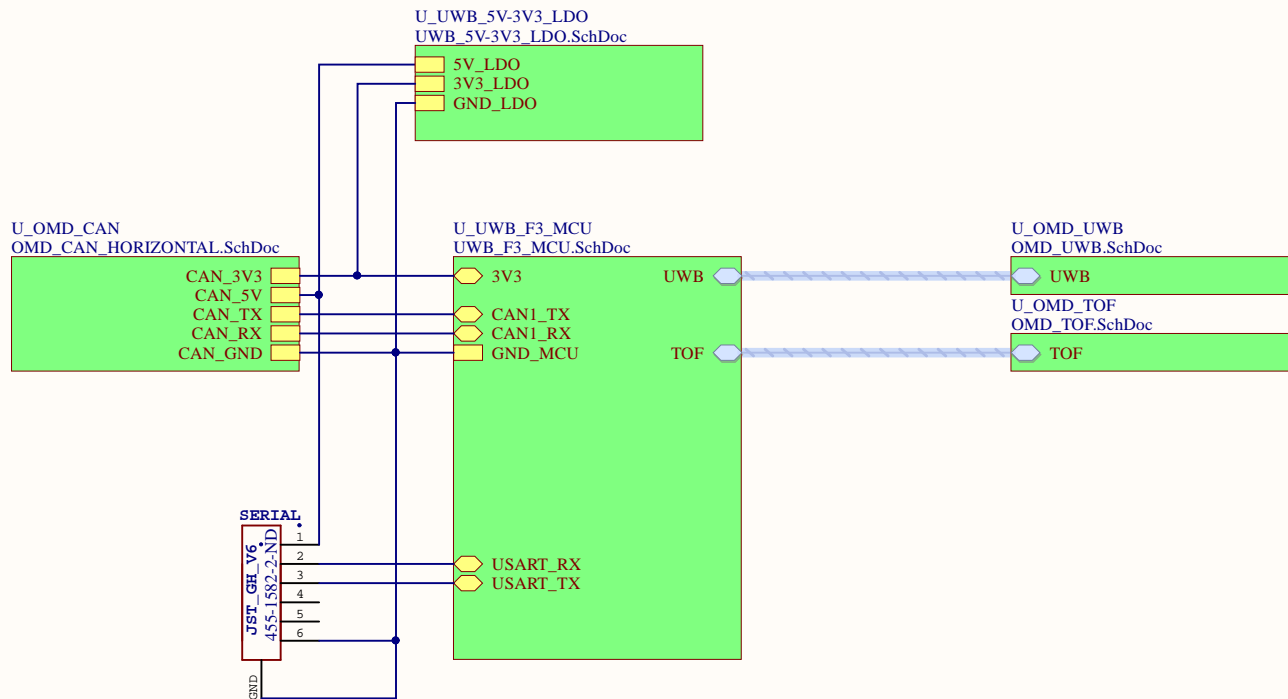 U_UWB_5V-3V3_LDO
UWB_5V-3V3_LDO.SchDoc
5V_LDO
3V3_LDO
GND_LDO
U_OMD_CAN
OMD_CAN_HORIZONTAL.SchDoc
CAN_3V3
CAN_5V
CAN_TX
CAN_RX
CAN_GND
U_UWB_F3_MCU
UWB_F3_MCU.SchDoc
3V3
CAN1_TX
CAN1_RX
GND_MCU
UWB
TOF
USART_RX
USART_TX
U_OMD_UWB
OMD_UWB.SchDoc
UWB
U_OMD_TOF
OMD_TOF.SchDoc
TOF
SERIAL
JST_GH_V6
455-1582-2-ND
1
2
3
4
5
6
GND